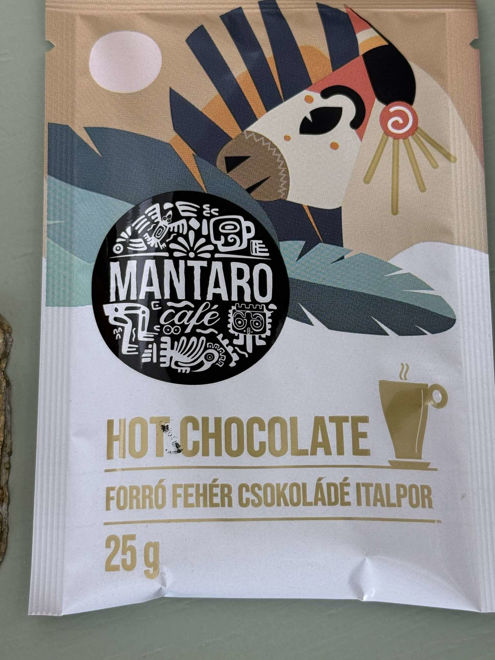 MANTARO
café
HOT CHOCOLATE
FORRÓ FEHÉR CSOKOLÁDÉ ITALPOR
25 g